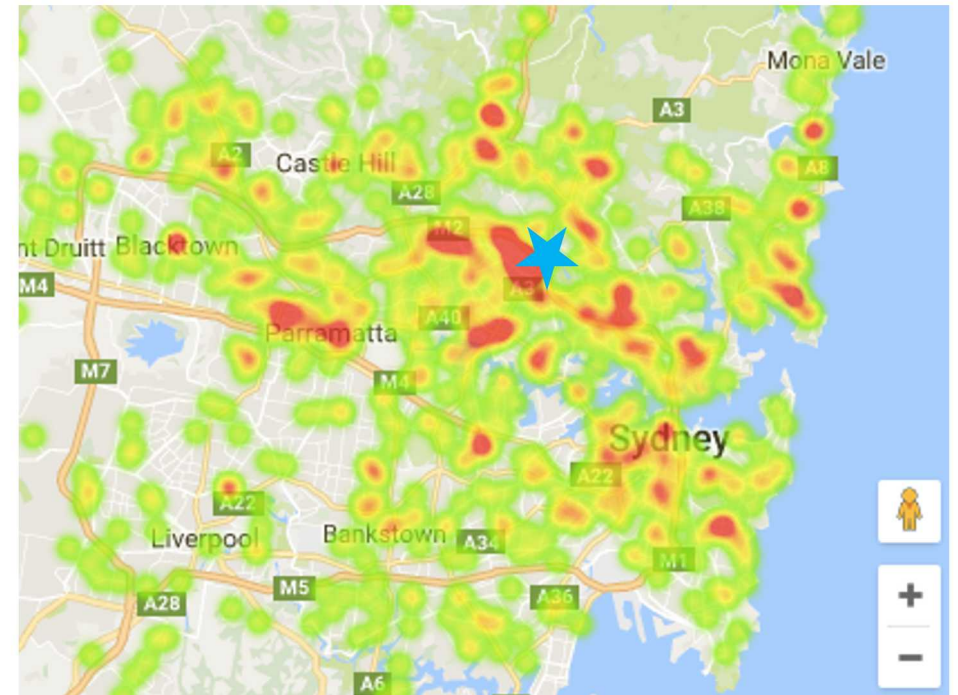 Mona Vale
A3
A2
Castle Hill
A8
A28
A38
M2
nt Druitt
Blacktown
M4
A3
A40
Parramatta
M7
M4
Sydney
A22
A22
Liverpool
Bankstown
A34
M1
M5
A28
A36
A6
+
−